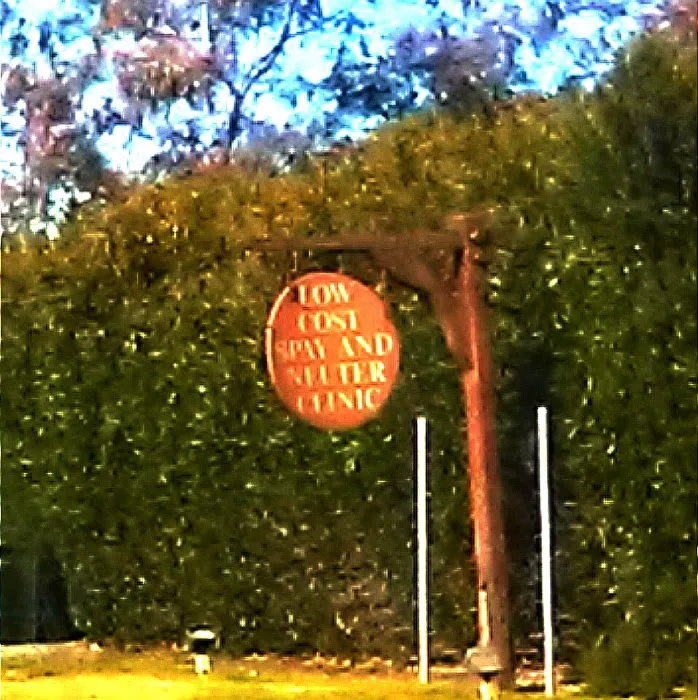 LOW
COST
SPAY AND
NEUTER
CLINIC